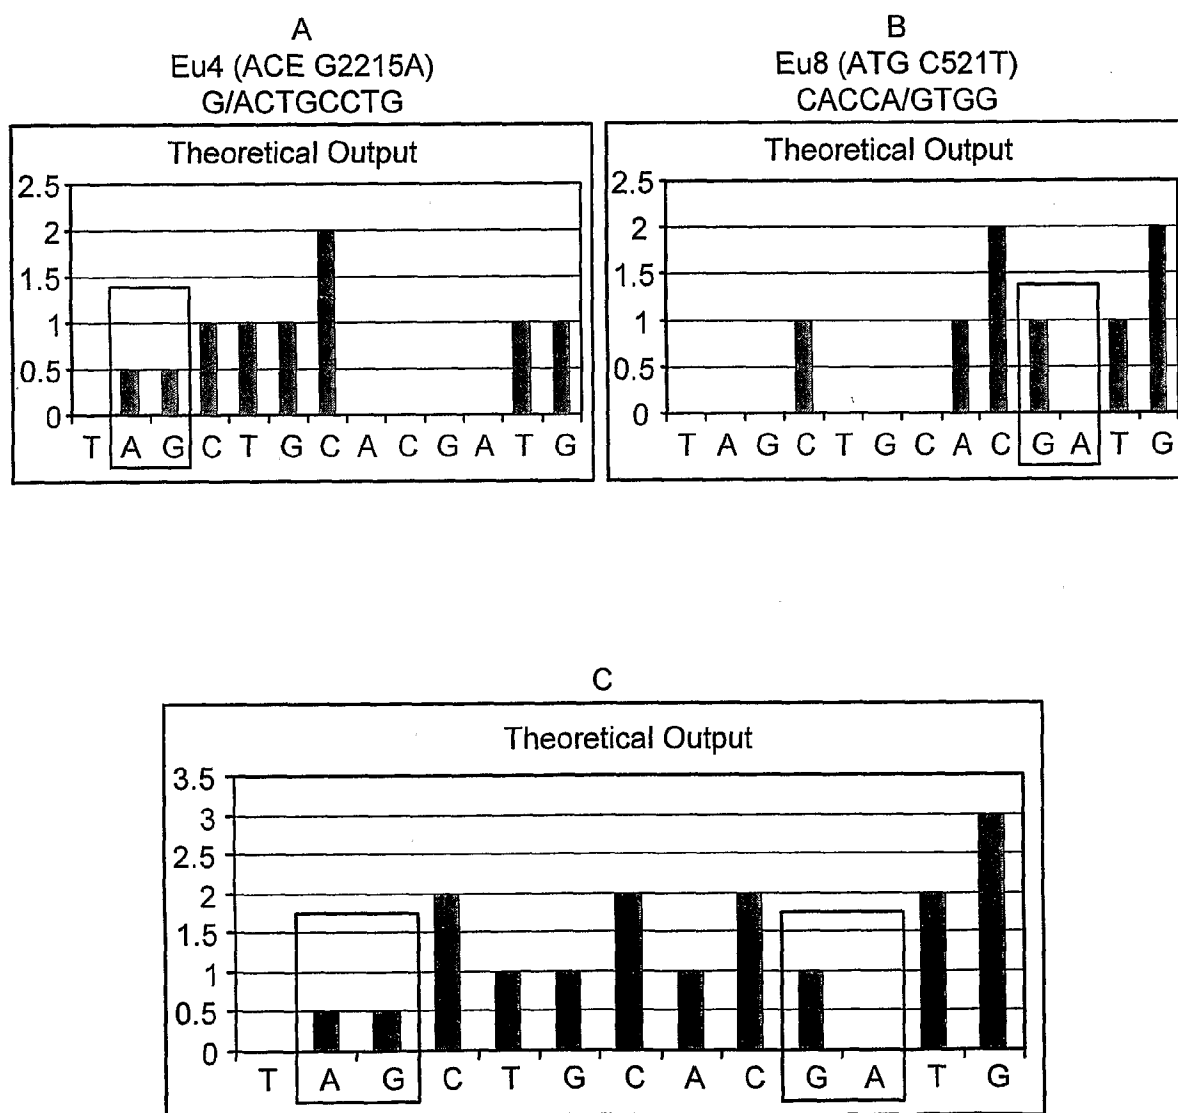 A
Eu4 (ACE G2215A)
G/ACTGCCTG
Theoretical Output
2.5
2
1.5
1
0.5
0
T A G C T G C A C G A T G
B
Eu8 (ATG C521T)
CACCA/GTGG
Theoretical Output
2.5
2
1.5
1
0.5
0
T A G C T G C A C G A T G
C
Theoretical Output
3.5
3
2.5
2
1.5
1
0.5
0
T A G C T G C A C G A T G